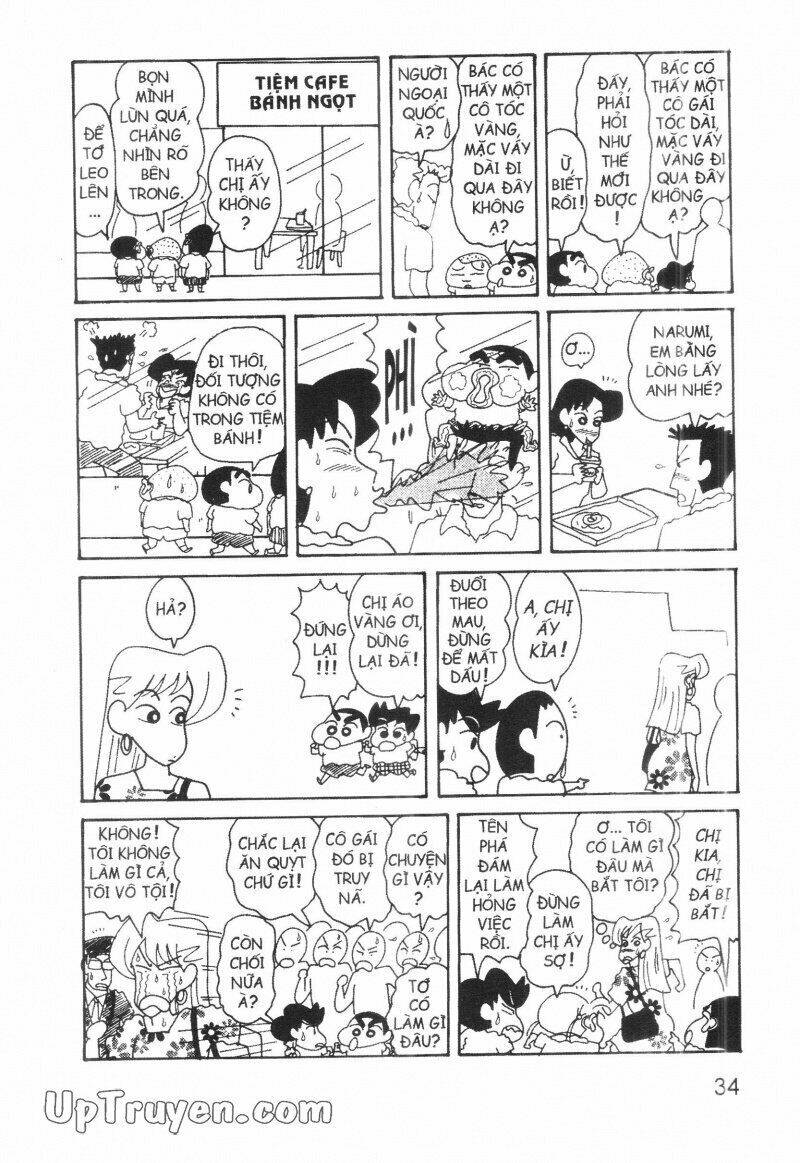 BÁC CÓ
THẤY MỘT
CÔ GÁI
TÓC DÀI,
MẶC VÁY
VÀNG ĐI
QUA ĐÂY
KHÔNG
Ạ?
ĐẤY,
PHẢI
HỎI
NHƯ
THẾ
MỚI
ĐƯỢC
!
Ừ,
BIẾT
RỒI!
BÁC CÓ
THẤY MỘT
CÔ TÓC
VÀNG,
MẶC VÁY
DÀI ĐI
QUA ĐÂY
KHÔNG
Ạ?
NGƯỜI
NGOẠI
QUỐC
À?
TIỆM CAFE
BÁNH NGỌT
THẤY
CHỊ ẤY
KHÔNG
?
BỌN
MÌNH
LÙN QUÁ,
CHẲNG
NHÌN RÕ
BÊN
TRONG.
ĐỂ
TỚ
LEO
LÊN
...
NARUMI,
EM BẰNG
LÒNG LẤY
ANH NHÉ?
Ơ...
PHÌ
...
ĐI THÔI,
ĐỐI TƯỢNG
KHÔNG CÓ
TRONG TIỆM
BÁNH!
A, CHỊ
ẤY
KÌA!
ĐUỔI
THEO
MAU,
ĐỪNG
ĐỂ MẤT
DẤU!
CHỊ ÁO
VÀNG ƠI,
DỪNG
LẠI ĐÃ!
ĐỨNG
LẠI
!!!
HẢ?
CHỊ
KIA,
CHỊ
ĐÃ BỊ
BẮT!
Ơ... TÔI
CÓ LÀM GÌ
ĐÂU MÀ
BẮT TÔI?
ĐỪNG
LÀM
CHỊ ẤY
SỢ!
TÊN
PHÁ
ĐÁM
LẠI LÀM
HỎNG
VIỆC
RỒI.
CÓ
CHUYỆN
GÌ VẬY?
CÔ GÁI
ĐÓ BỊ
TRUY
NÃ.
CHẮC LẠI
ĂN QUỴT
CHỨ GÌ!
TỚ
CÓ
LÀM GÌ
ĐÂU?
CÒN
CHỐI
NỮA
À?
KHÔNG!
TÔI KHÔNG
LÀM GÌ CẢ,
TÔI VÔ TỘI!
34
UpTruyen.com